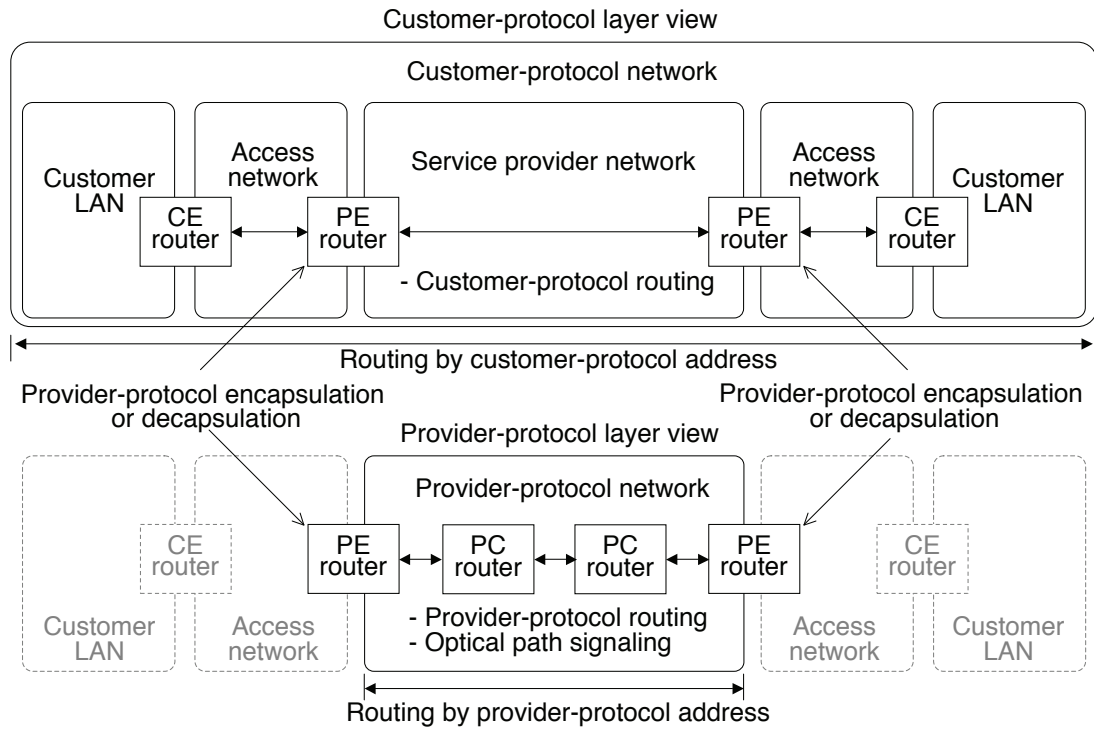 Customer-protocol layer view
Customer-protocol network
Customer
LAN
Access
network
Service provider network
Access
network
Customer
LAN
CE
router
PE
router
PE
router
CE
router
- Customer-protocol routing
Routing by customer-protocol address
Provider-protocol encapsulation
or decapsulation
Provider-protocol encapsulation
or decapsulation
Provider-protocol layer view
Provider-protocol network
CE
router
PE
router
PC
router
PC
router
PE
router
CE
router
Customer
LAN
Access
network
- Provider-protocol routing
- Optical path signaling
Access
network
Customer
LAN
Routing by provider-protocol address